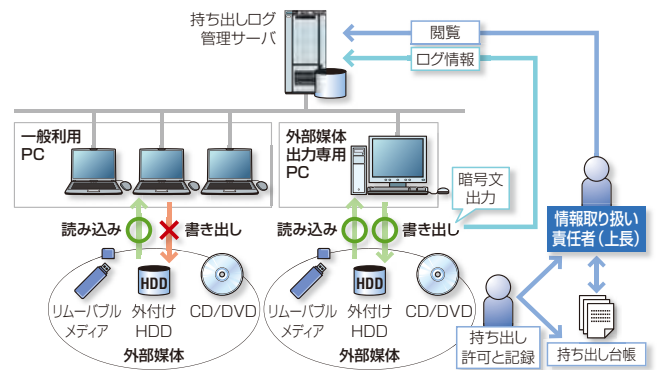 持ち出しログ
管理サーバ
閲覧
ログ情報
一般利用
PC
外部媒体
出力専用
PC
暗号文
出力
読み込み
書き出し
読み込み
書き出し
情報取り扱い
責任者(上長)
HDD
リムーバブル
メディア
外付け
HDD
CD/DVD
外部媒体
HDD
リムーバブル
メディア
外付け
HDD
CD/DVD
外部媒体
持ち出し
許可と記録
持ち出し台帳